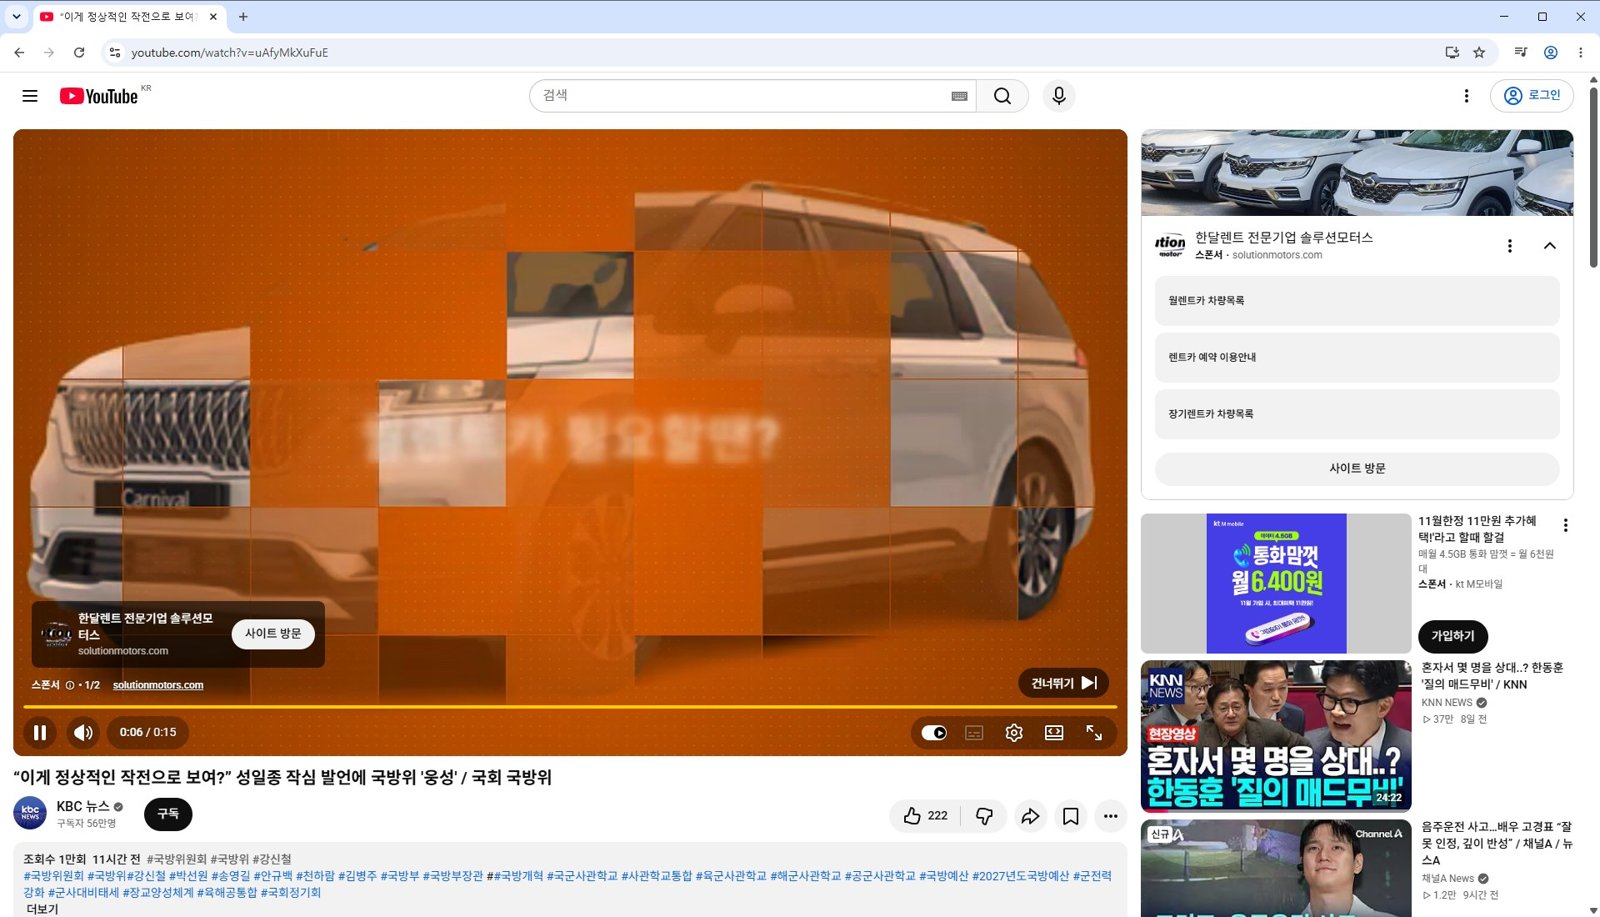 “이게 정상적인 작전으로 보여?
youtube.com/watch?v=uAfyMkXuFuE
YouTube KR
검색
로그인
월렌트카 필요할땐?
Carnival
한달렌트 전문기업 솔루션모
터스
solutionmotors.com
사이트 방문
스폰서 • 1/2 solutionmotors.com
건너뛰기
0:06 / 0:15
“이게 정상적인 작전으로 보여?” 성일종 작심 발언에 국방위 '웅성' / 국회 국방위
kbc NEWS
KBC 뉴스
구독자 56만명
구독
222
조회수 1만회 11시간 전 #국방위원회 #국방위 #강신철
#국방위원회 #국방위#강신철 #박선원 #송영길 #안규백 #천하람 #김병주 #국방부 #국방부장관 ##국방개혁 #국군사관학교 #사관학교통합 #육군사관학교 #해군사관학교 #공군사관학교 #국방예산 #2027년도국방예산 #군전력
강화 #군사대비태세 #장교양성체계 #육해공통합 #국회정기회
더보기
한달렌트 전문기업 솔루션모터스
스폰서 · solutionmotors.com
월렌트카 차량목록
렌트카 예약 이용안내
장기렌트카 차량목록
사이트 방문
kt M mobile
데이터 4.5GB
통화 맘껏
월 6,400원
11월한정 11만원 추가혜
택!'라고 할때 할걸
매월 4.5GB 통화 맘껏 = 월 6천원
대
스폰서 · kt M모바일
가입하기
KNN NEWS
현장영상
혼자서 몇 명을 상대..?
한동훈 '질의 매드무비'
24:22
혼자서 몇 명을 상대..? 한동훈
'질의 매드무비' / KNN
KNN NEWS
37만 8일 전
신규
Channel A
음주운전 사고…배우 고경표 “잘
못 인정, 깊이 반성” / 채널A / 뉴
스A
채널A News
1.2만 9시간 전